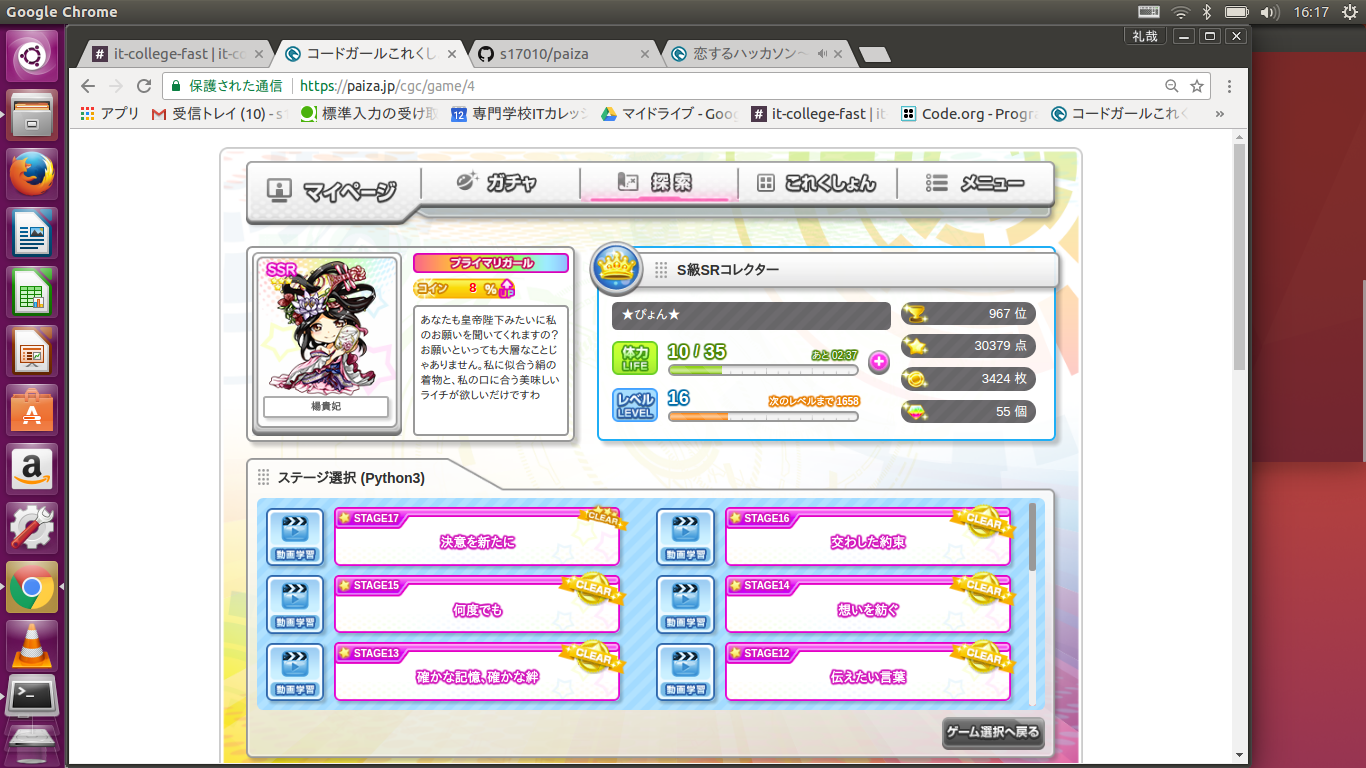 Google Chrome
16:17
礼哉
it-college-fast | it-co
コードガールこれくし
s17010/paiza
恋するハッカソン〜
保護された通信
https://paiza.jp/cgc/game/4
アプリ
受信トレイ (10) - s1
標準入力の受け取
12
専門学校ITカレッジ
マイドライブ - Goog
it-college-fast | it
Code.org - Progra
コードガールこれく
»
マイページ
ガチャ
探索
これくしょん
メニュー
SSR
楊貴妃
プライマリガール
コイン 8 % UP
あなたも皇帝陛下みたいに私
のお願いを聞いてくれますの?
お願いといっても大層なことじ
ゃありません。私に似合う絹の
着物と、私の口に合う美味しい
ライチが欲しいだけですわ
S級SRコレクター
★ぴょん★
体力
LIFE
10 / 35
あと 02:37
レベル
LEVEL
16
次のレベルまで 1658
967 位
30379 点
3424 枚
55 個
ステージ選択 (Python3)
動画学習
STAGE17
CLEAR
決意を新たに
動画学習
STAGE16
CLEAR
交わした約束
動画学習
STAGE15
CLEAR
何度でも
動画学習
STAGE14
CLEAR
想いを紡ぐ
動画学習
STAGE13
CLEAR
確かな記憶、確かな絆
動画学習
STAGE12
CLEAR
伝えたい言葉
ゲーム選択へ戻る